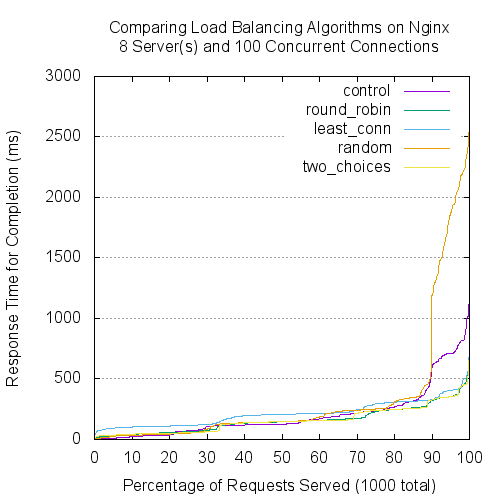 Comparing Load Balancing Algorithms on Nginx
8 Server(s) and 100 Concurrent Connections
3000
2500
2000
1500
1000
500
0
Response Time for Completion (ms)
control
round_robin
least_conn
random
two_choices
0 10 20 30 40 50 60 70 80 90 100
Percentage of Requests Served (1000 total)